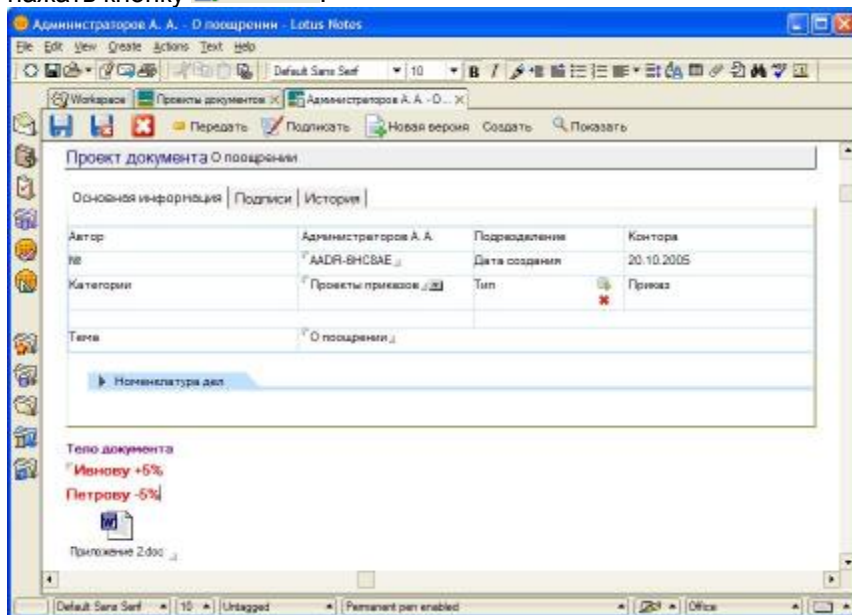 нажать кнопку
Администраторов А. А. - О поощрении - Lotus Notes
File Edit View Create Actions Text Help
Default Sans Serif 10 B I
Workspace Проекты документов Администраторов А. А. - О...
Передать Подписать Новая версия Создать Показать
Проект документа О поощрении
Основная информация Подписи История
Автор Администраторов А. А. Подразделение Контора
№ AADR-6HC8AE Дата создания 20.10.2005
Категории Проекты приказов Тип Приказ
Тема О поощрении
Номенклатура дел
Тело документа
Ивнову +5%
Петрову -5%
Приложение 2.doc
Default Sans Serif 10 Untagged Permanent pen enabled Office